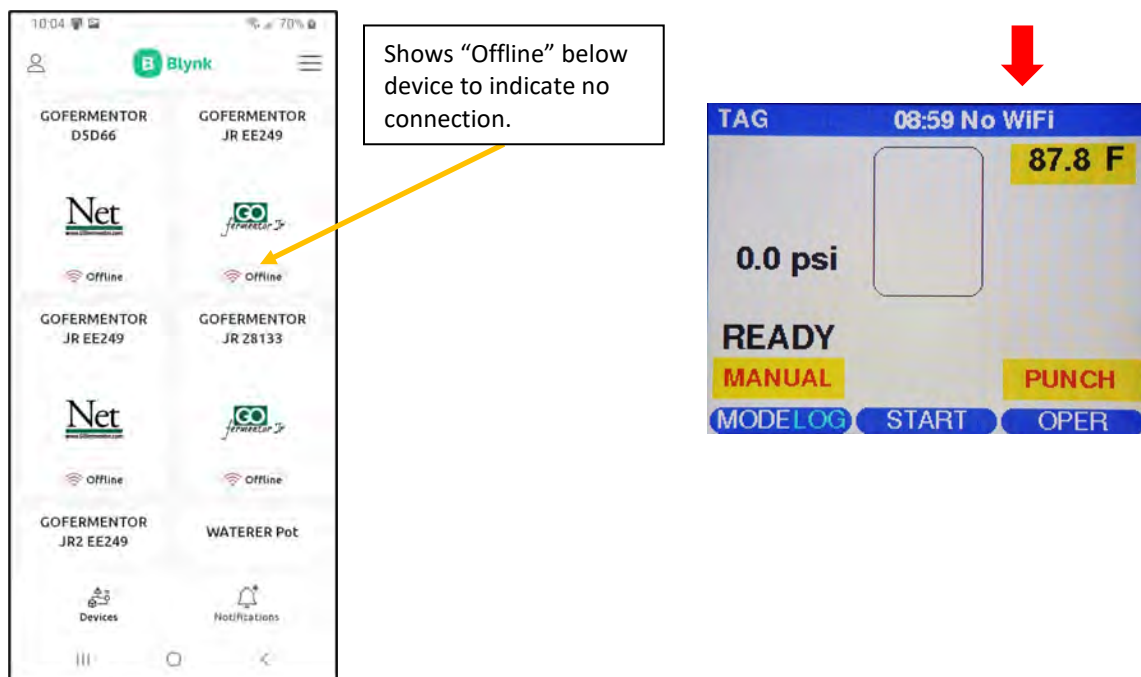 10:04
70%
Blynk
GOFERMENTOR
D5D66
GOFERMENTOR
JR EE249
Net
GO
fermentor Jr
Offline
Offline
GOFERMENTOR
JR EE249
GOFERMENTOR
JR Z8133
Net
GO
fermentor Jr
Offline
Offline
GOFERMENTOR
JR2 EE249
WATERER Pot
Devices
Notifications
Shows “Offline” below
device to indicate no
connection.
TAG 08:59 No WiFi
87.8 F
0.0 psi
READY
MANUAL PUNCH
MODE LOG START OPER